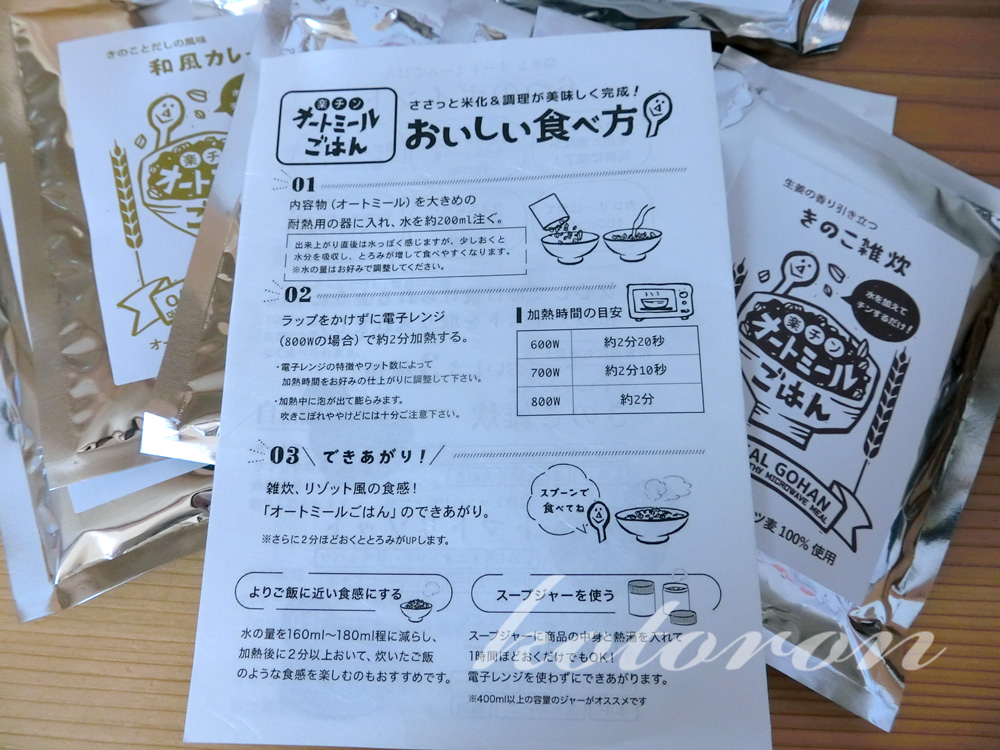 きのことだしの風味
和風カレー
楽チン
オートミール
ごはん
ささっと米化&調理が美味しく完成!
おいしい食べ方
01
内容物(オートミール)を大きめの
耐熱用の器に入れ、水を約200ml注ぐ。
出来上がり直後は水っぽく感じますが、少しおくと
水分を吸収し、とろみが増して食べやすくなります。
※水の量はお好みで調整してください。
02
ラップをかけずに電子レンジ
(800Wの場合)で約2分加熱する。
・電子レンジの特徴やワット数によって
加熱時間をお好みの仕上がりに調整して下さい。
・加熱中に泡が出て膨らみます。
吹きこぼれややけどには十分ご注意下さい。
加熱時間の目安
600W 約2分20秒
700W 約2分10秒
800W 約2分
03 できあがり!
雑炊、リゾット風の食感!
「オートミールごはん」のできあがり。
※さらに2分ほどおくととろみがUPします。
スプーンで
食べてね
よりご飯に近い食感にする
水の量を160ml〜180ml程に減らし、
加熱後に2分以上おいて、炊いたご飯
のような食感を楽しむのもおすすめです。
スープジャーを使う
スープジャーに商品の中身と熱湯を入れて
1時間ほどおくだけでもOK!
電子レンジを使わずにできあがります。
※400ml以上の容量のジャーがオススメです
生姜の香り引き立つ
きのこ雑炊
水を加えて
チンするだけ!
楽チン
オートミール
ごはん
AL GOHAN
THY MICROWAVE MEAL
ツ麦100%使用
楽チン
オートミ
ご
kotoron